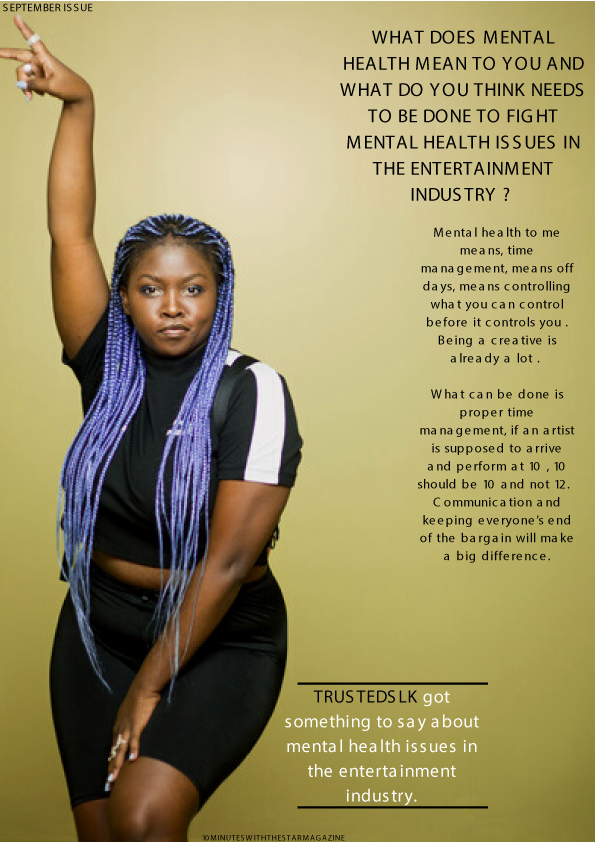 SEPTEMBER ISSUE
WHAT DOES MENTAL
HEALTH MEAN TO YOU AND
WHAT DO YOU THINK NEEDS
TO BE DONE TO FIGHT
MENTAL HEALTH ISSUES IN
THE ENTERTAINMENT
INDUSTRY ?
Mental health to me
means, time
management, means off
days, means controlling
what you can control
before it controls you .
Being a creative is
already a lot .
What can be done is
proper time
management, if an artist
is supposed to arrive
and perform at 10 , 10
should be 10 and not 12.
Communication and
keeping everyone's end
of the bargain will make
a big difference.
TRUSTEDSLK got
something to say about
mental health issues in
the entertainment
industry.
10MINUTESWITHTHESTARMAGAZINE